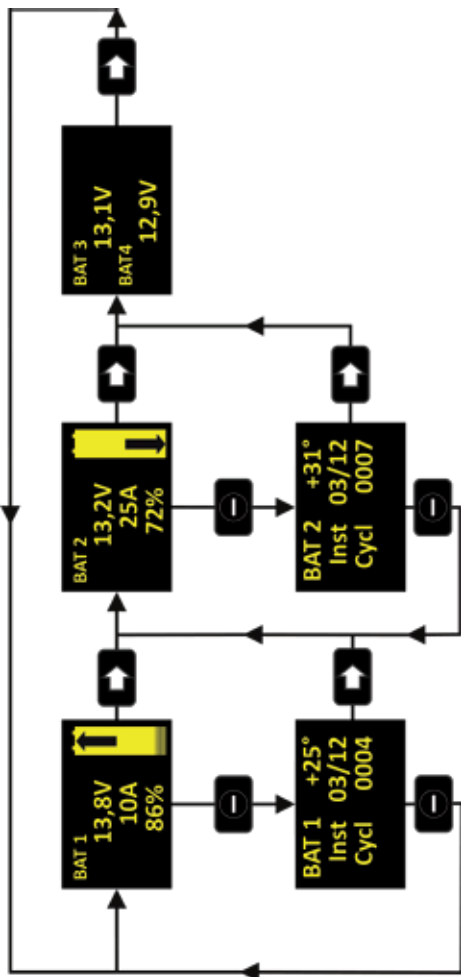 BAT 1
13,8V
10A
86%
BAT 1 +25°
Inst 03/12
Cycl 0004
BAT 2
13,2V
25A
72%
BAT 2 +31°
Inst 03/12
Cycl 0007
BAT 3
13,1V
BAT4
12,9V